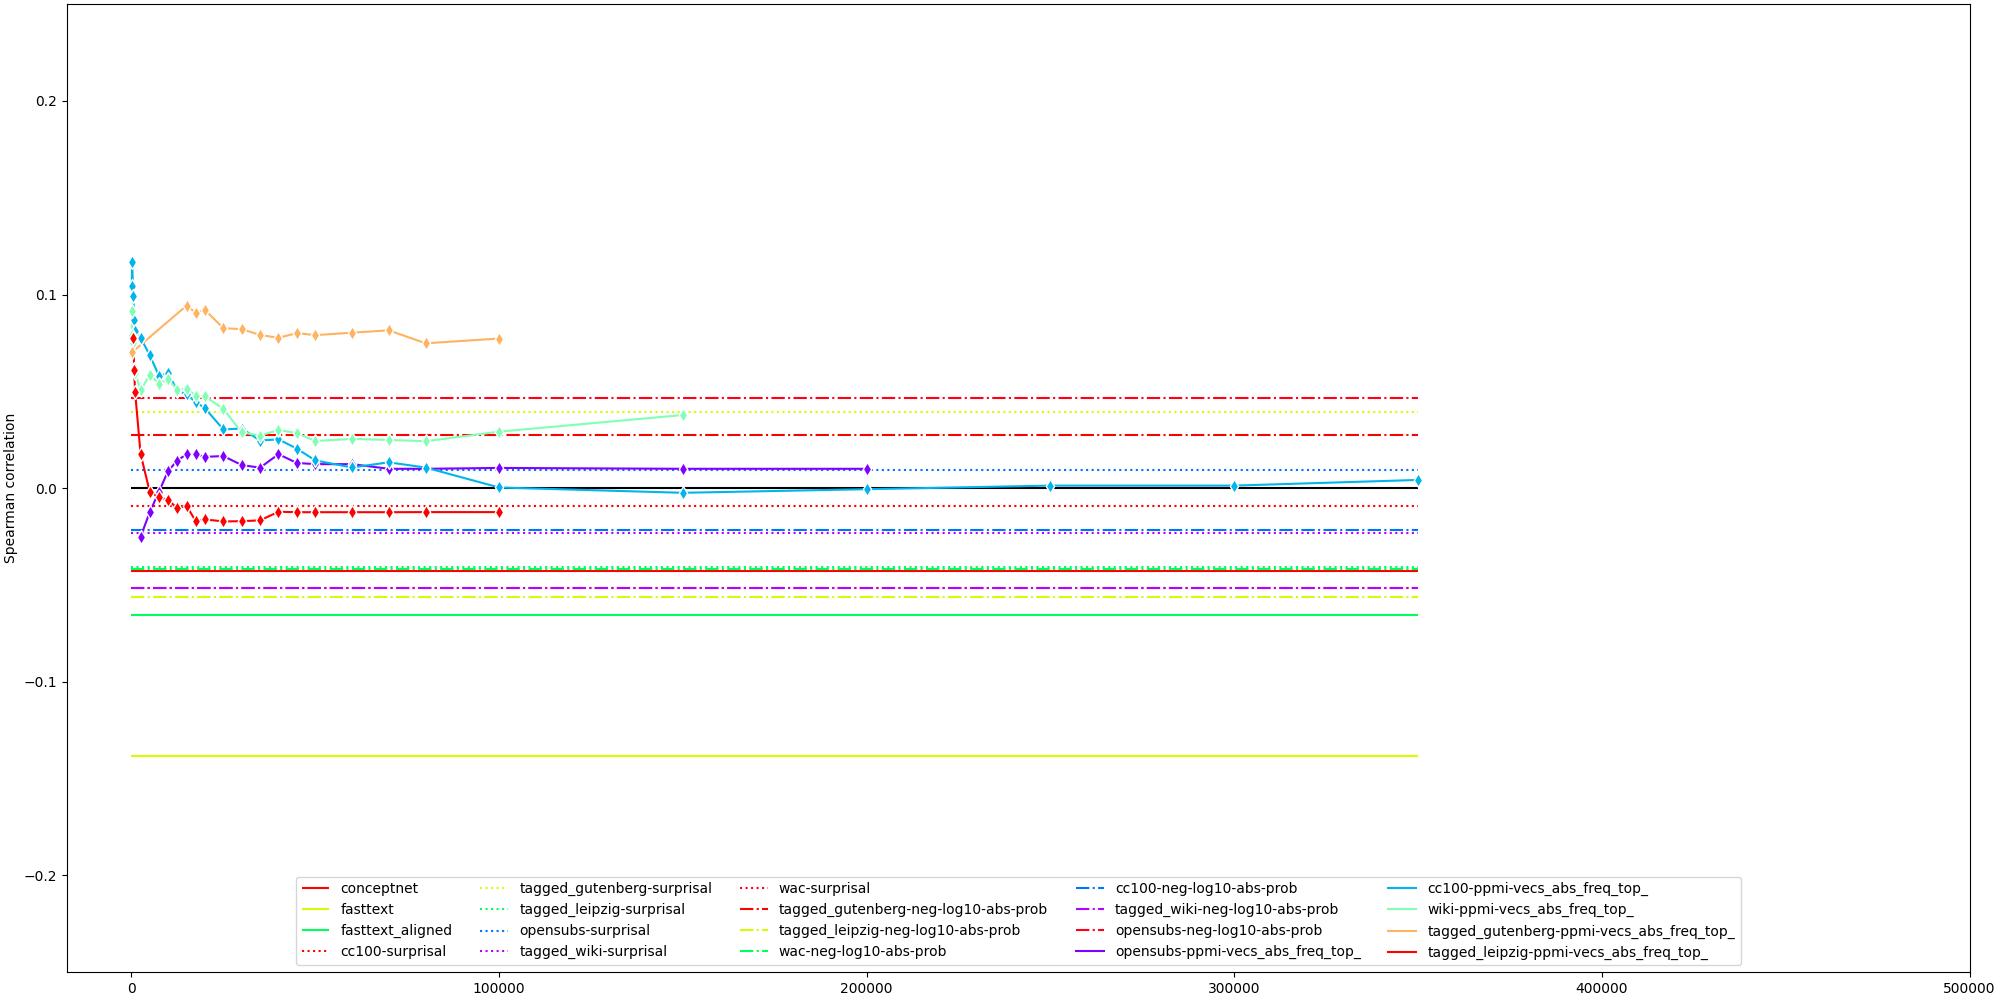 Spearman correlation
0.2
0.1
0.0
−0.1
−0.2
conceptnet
fasttext
fasttext_aligned
cc100-surprisal
tagged_gutenberg-surprisal
tagged_leipzig-surprisal
opensubs-surprisal
tagged_wiki-surprisal
wac-surprisal
tagged_gutenberg-neg-log10-abs-prob
tagged_leipzig-neg-log10-abs-prob
wac-neg-log10-abs-prob
cc100-neg-log10-abs-prob
tagged_wiki-neg-log10-abs-prob
opensubs-neg-log10-abs-prob
opensubs-ppmi-vecs_abs_freq_top_
cc100-ppmi-vecs_abs_freq_top_
wiki-ppmi-vecs_abs_freq_top_
tagged_gutenberg-ppmi-vecs_abs_freq_top_
tagged_leipzig-ppmi-vecs_abs_freq_top_
0
100000
200000
300000
400000
500000